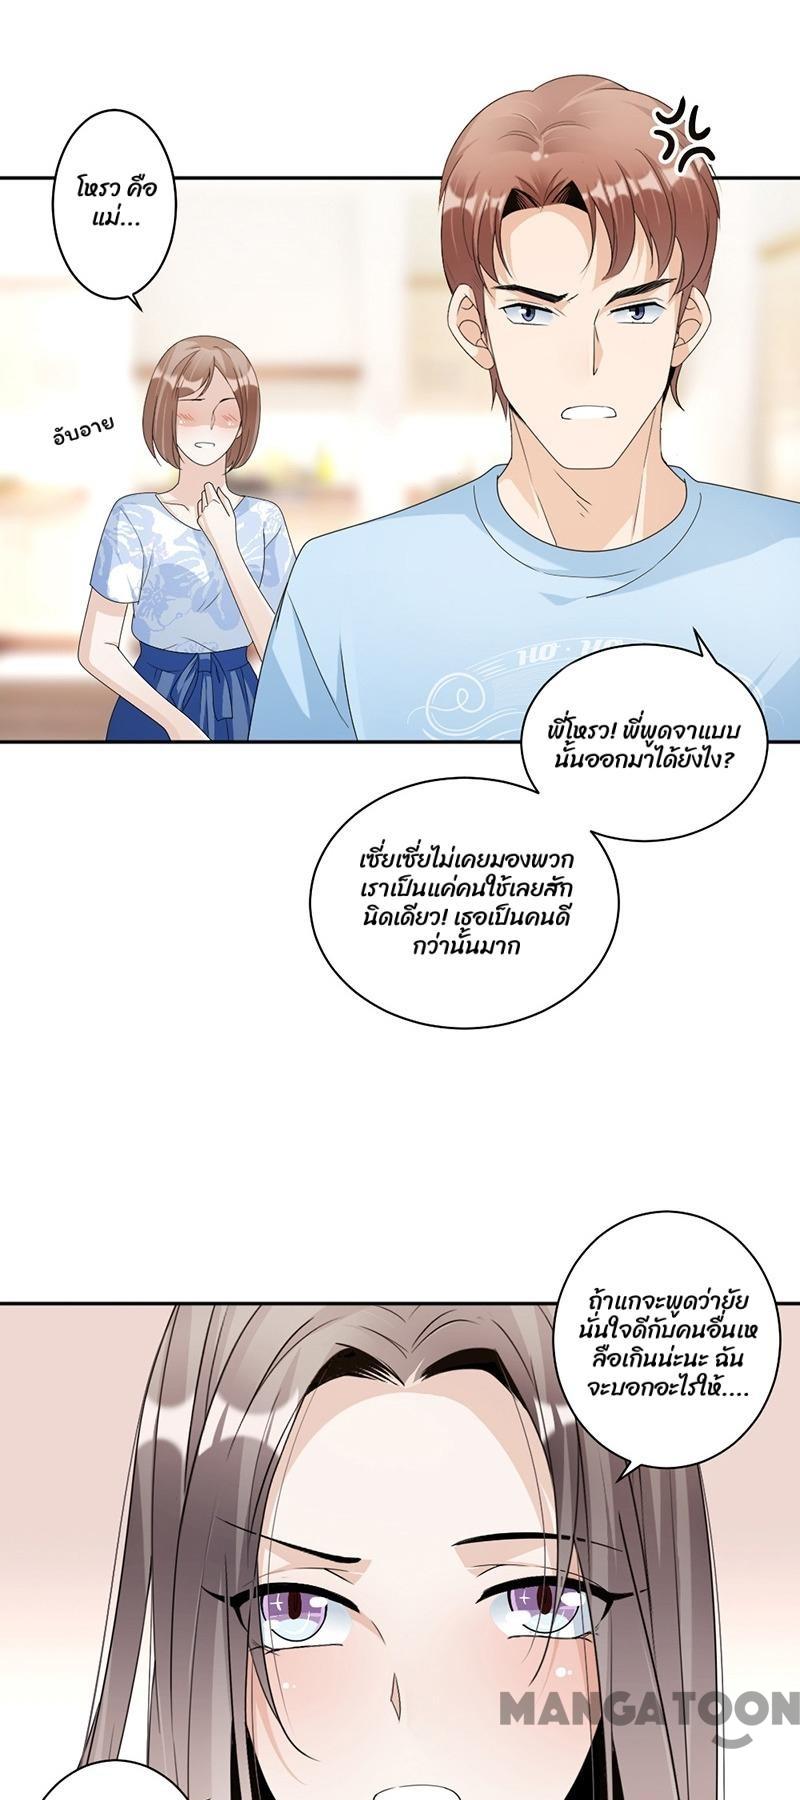 โหรว คือ
แม่...
อับอาย
HO·HO
พี่โหรว! พี่พูดจาแบบ
นั้นออกมาได้ยังไง?
เซี่ยเซี่ยไม่เคยมองพวก
เราเป็นแค่คนใช้เลยสัก
นิดเดียว! เธอเป็นคนดี
กว่านั้นมาก
ถ้าแกจะพูดว่ายัย
นั่นใจดีกับคนอื่นเห
ลือเกินน่ะนะ ฉัน
จะบอกอะไรให้....
MANGATOON